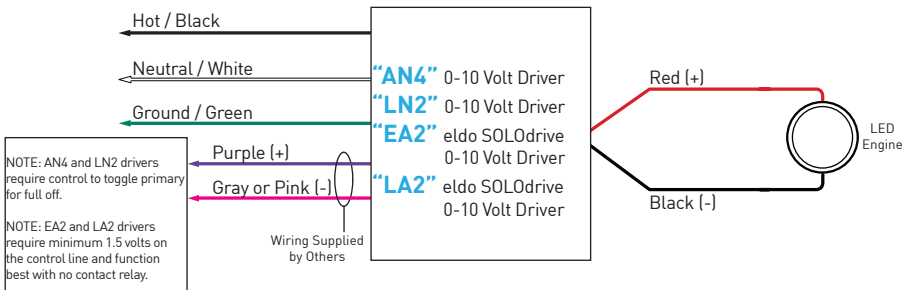 Hot / Black
Neutral / White
Ground / Green
Purple (+)
Gray or Pink (-)
NOTE: AN4 and LN2 drivers
require control to toggle primary
for full off.
NOTE: EA2 and LA2 drivers
require minimum 1.5 volts on
the control line and function
best with no contact relay.
Wiring Supplied
by Others
“AN4” 0-10 Volt Driver
“LN2” 0-10 Volt Driver
“EA2” eldo SOLOdrive
0-10 Volt Driver
“LA2” eldo SOLOdrive
0-10 Volt Driver
Red (+)
Black (-)
LED
Engine